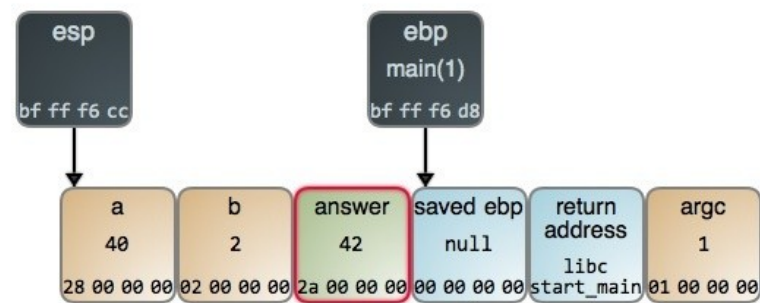 esp
bf ff f6 cc
ebp
main(1)
bf ff f6 d8
a
40
28 00 00 00
b
2
02 00 00 00
answer
42
2a 00 00 00
saved ebp
null
00 00 00 00
return
address
libc
start_main
argc
1
01 00 00 00